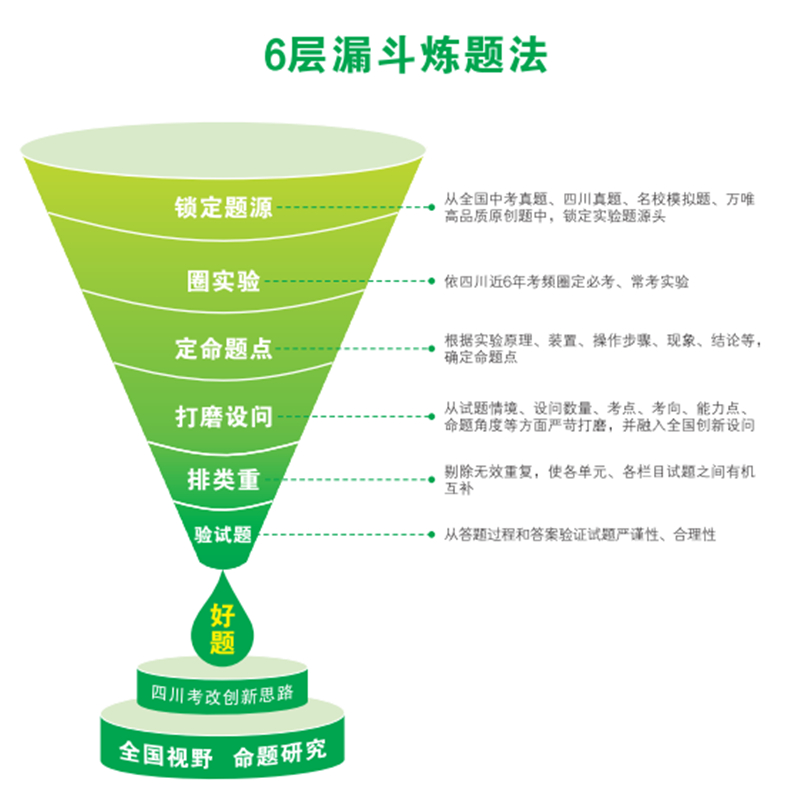 6层漏斗炼题法
锁定题源
从全国中考真题、四川真题、名校模拟题、万唯
高品质原创题中，锁定实验题源头
圈实验
依四川近6年考频圈定必考、常考实验
定命题点
根据实验原理、装置、操作步骤、现象、结论等，
确定命题点
打磨设问
从试题情境、设问数量、考点、考向、能力点、
命题角度等方面严苛打磨，并融入全国创新设问
排类重
剔除无效重复，使各单元、各栏目试题之间有机
互补
验试题
从答题过程和答案验证试题严谨性、合理性
好
题
四川考改创新思路
全国视野 命题研究